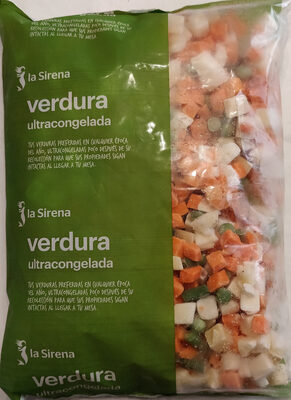 la Sirena
verdura
ultracongelada
TUS VERDURAS PREFERIDAS EN CUALQUIER ÉPOCA
DEL AÑO, ULTRACONGELADAS POCO DESPUÉS DE SU
RECOLECCIÓN PARA QUE SUS PROPIEDADES SIGAN
INTACTAS AL LLEGAR A TU MESA.
la Sirena
verdura
ultracongelada
TUS VERDURAS PREFERIDAS EN CUALQUIER ÉPOCA
DEL AÑO, ULTRACONGELADAS POCO DESPUÉS DE SU
RECOLECCIÓN PARA QUE SUS PROPIEDADES SIGAN
INTACTAS AL LLEGAR A TU MESA.
la Sirena
verdura
ultracongelada